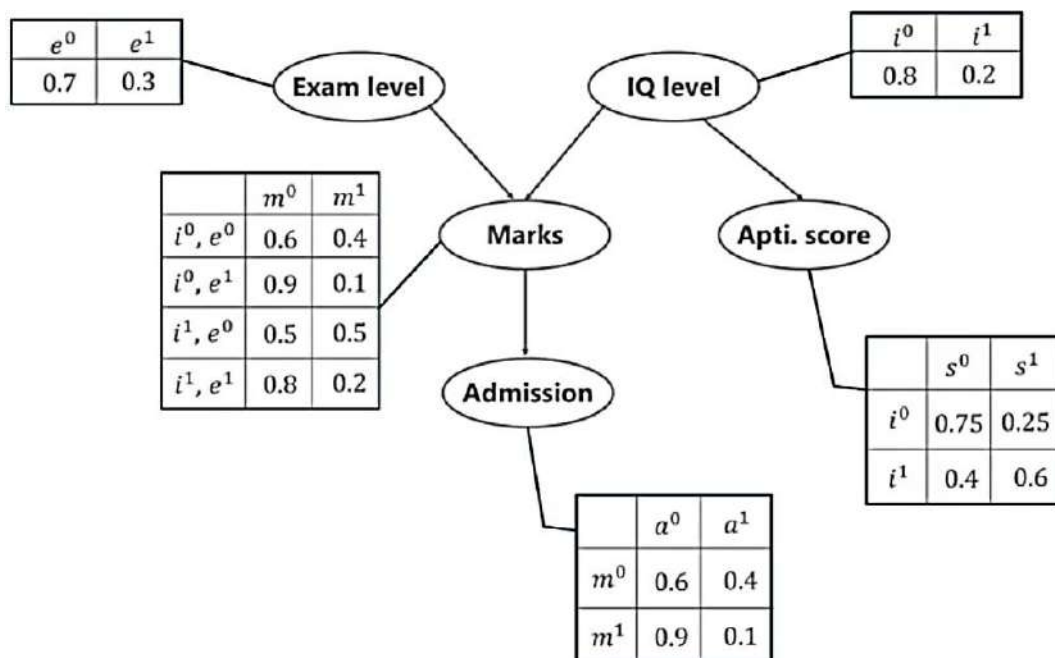 e⁰ e¹
0.7 0.3
Exam level
IQ level
i⁰ i¹
0.8 0.2
m⁰ m¹
i⁰, e⁰ 0.6 0.4
i⁰, e¹ 0.9 0.1
i¹, e⁰ 0.5 0.5
i¹, e¹ 0.8 0.2
Marks
Apti. score
Admission
s⁰ s¹
i⁰ 0.75 0.25
i¹ 0.4 0.6
a⁰ a¹
m⁰ 0.6 0.4
m¹ 0.9 0.1